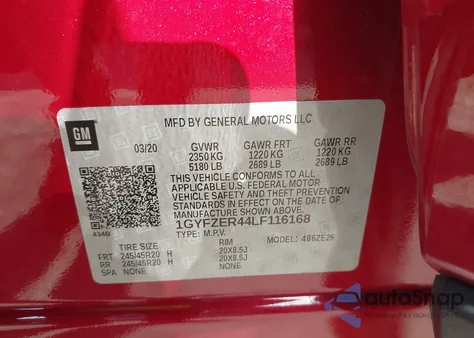 MFD BY GENERAL MOTORS LLC
GM
03/20 GVWR GAWR FRT GAWR RR
2350 KG 1220 KG 1220 KG
5180 LB 2689 LB 2689 LB
THIS VEHICLE CONFORMS TO ALL
APPLICABLE U.S. FEDERAL MOTOR
VEHICLE SAFETY AND THEFT PREVENTION
STANDARDS IN EFFECT ON THE DATE OF
MANUFACTURE SHOWN ABOVE.
1GYFZER44LF116168
434B TYPE: M.P.V. MODEL: 4862E26
TIRE SIZE RIM
FRT 245/45R20 20X8.5J
RR 245/45R20 20X8.5J
SPA NONE NONE
autoSnap